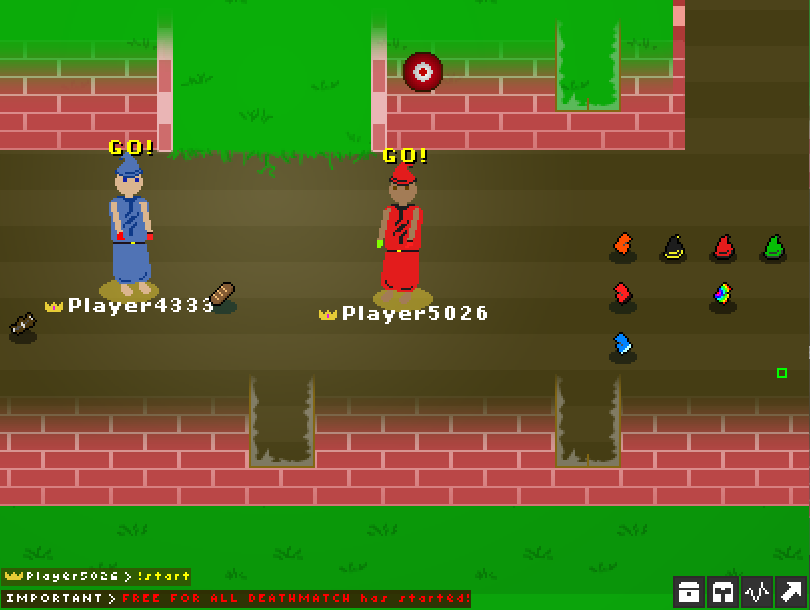 GO!
GO!
Player4333
Player5026
Player5026 > !start
IMPORTANT > FREE FOR ALL DEATHMATCH has started!